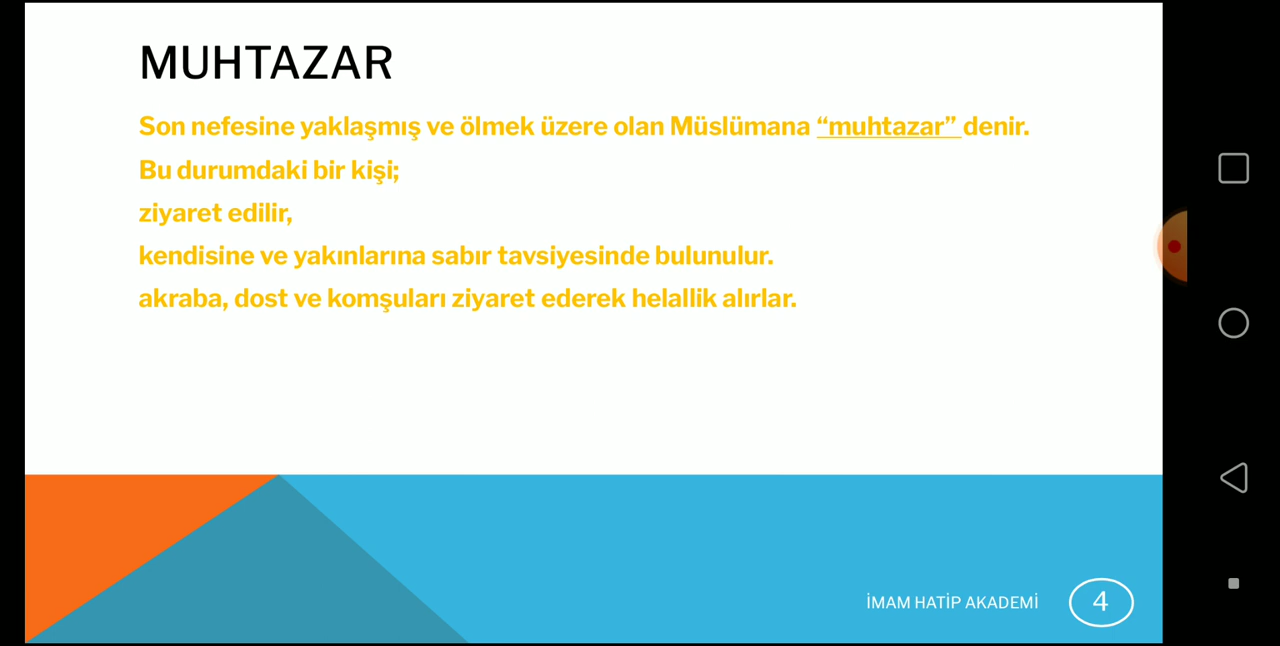 MUHTAZAR
Son nefesine yaklaşmış ve ölmek üzere olan Müslümana “muhtazar” denir.
Bu durumdaki bir kişi;
ziyaret edilir,
kendisine ve yakınlarına sabır tavsiyesinde bulunulur.
akraba, dost ve komşuları ziyaret ederek helallik alırlar.
İMAM HATİP AKADEMİ
4